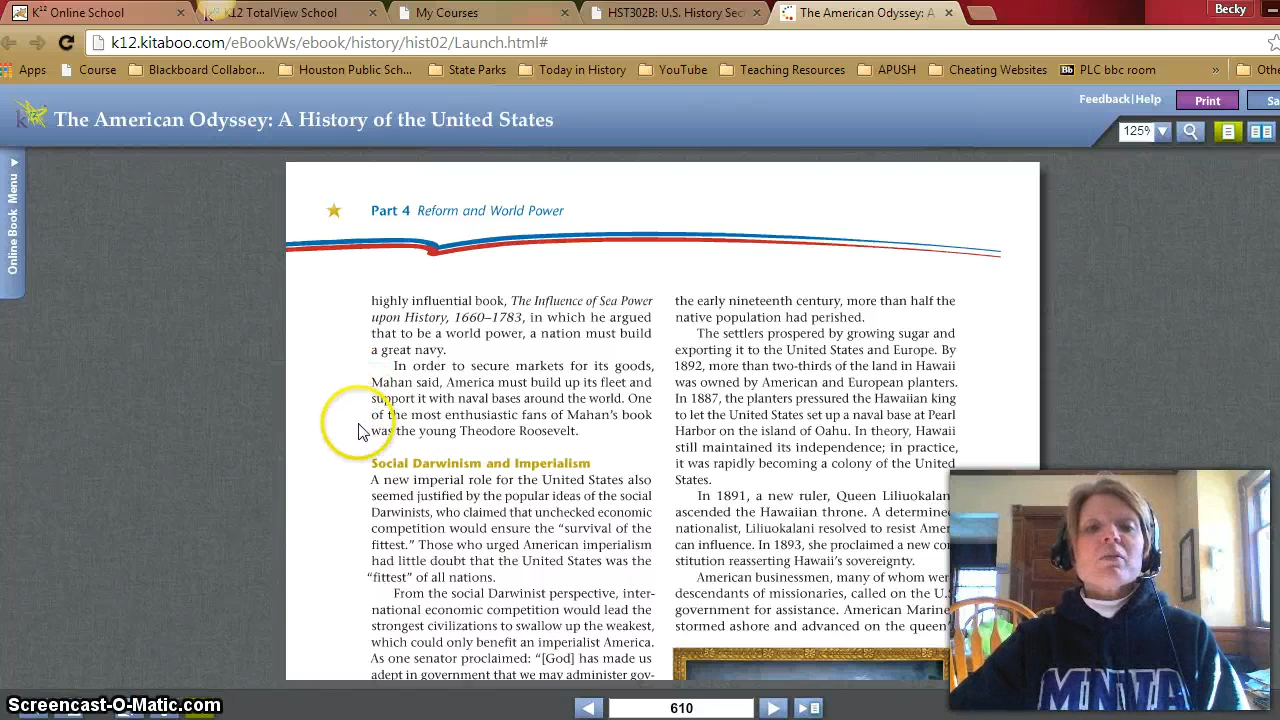 K¹² Online School
K12 TotalView School
My Courses
HST302B: U.S. History Sec
The American Odyssey: A
Becky
k12.kitaboo.com/eBookWs/ebook/history/hist02/Launch.html#
Apps
Course
Blackboard Collabor...
Houston Public Sch...
State Parks
Today in History
YouTube
Teaching Resources
APUSH
Cheating Websites
Bb PLC bbc room
»
Othe
The American Odyssey: A History of the United States
Feedback|Help
Print
Sa
125%
Online Book Menu
Part 4 Reform and World Power
highly influential book, The Influence of Sea Power
upon History, 1660–1783, in which he argued
that to be a world power, a nation must build
a great navy.
In order to secure markets for its goods,
Mahan said, America must build up its fleet and
support it with naval bases around the world. One
of the most enthusiastic fans of Mahan's book
was the young Theodore Roosevelt.
Social Darwinism and Imperialism
A new imperial role for the United States also
seemed justified by the popular ideas of the social
Darwinists, who claimed that unchecked economic
competition would ensure the “survival of the
fittest.” Those who urged American imperialism
had little doubt that the United States was the
“fittest” of all nations.
From the social Darwinist perspective, inter-
national economic competition would lead the
strongest civilizations to swallow up the weakest,
which could only benefit an imperialist America.
As one senator proclaimed: “[God] has made us
adept in government that we may administer gov-
the early nineteenth century, more than half the
native population had perished.
The settlers prospered by growing sugar and
exporting it to the United States and Europe. By
1892, more than two-thirds of the land in Hawaii
was owned by American and European planters.
In 1887, the planters pressured the Hawaiian king
to let the United States set up a naval base at Pearl
Harbor on the island of Oahu. In theory, Hawaii
still maintained its independence; in practice,
it was rapidly becoming a colony of the United
States.
In 1891, a new ruler, Queen Liliuokalan
ascended the Hawaiian throne. A determine
nationalist, Liliuokalani resolved to resist Amer
can influence. In 1893, she proclaimed a new con
stitution reasserting Hawaii's sovereignty.
American businessmen, many of whom wer
descendants of missionaries, called on the U.S
government for assistance. American Marine
stormed ashore and advanced on the queen'
MNVA
610
Screencast-O-Matic.com